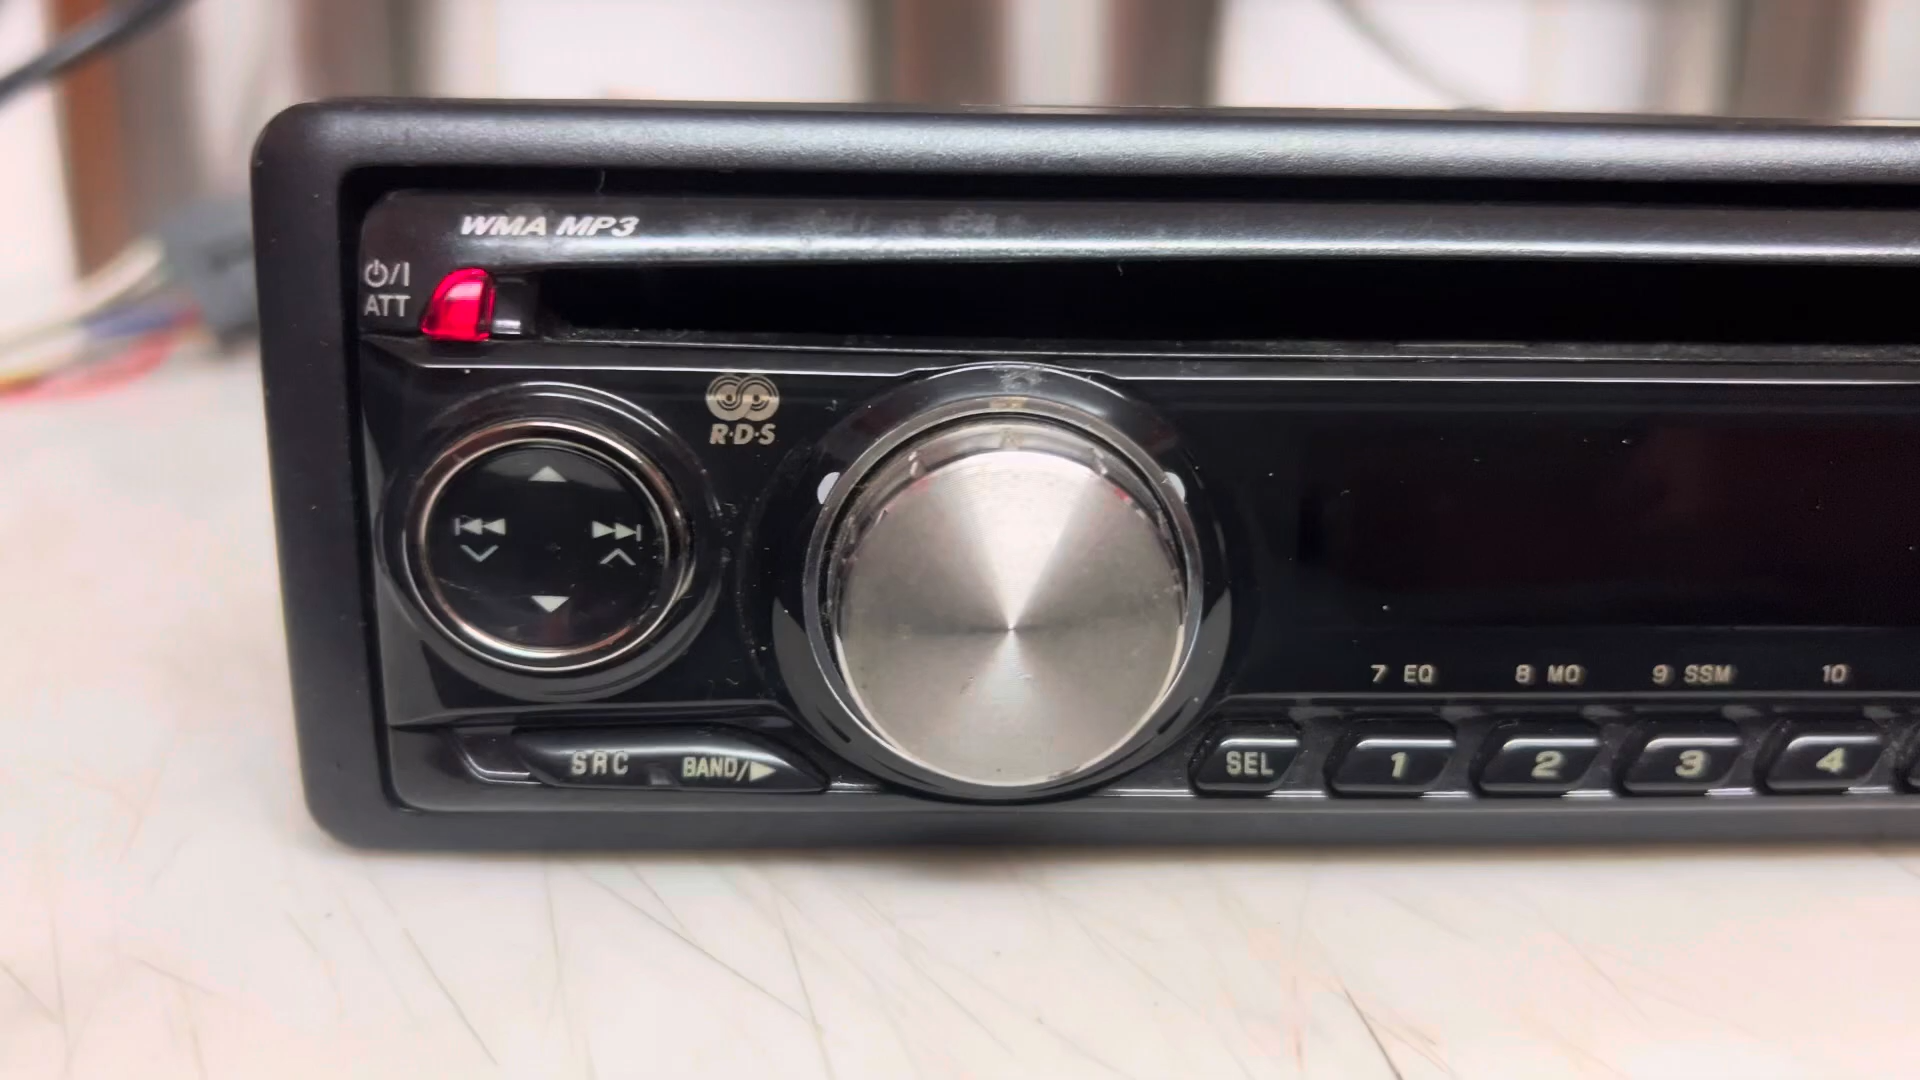 WMA MP3
⏻/I
ATT
R·D·S
7 EQ 8 MO 9 SSM 10
SRC BAND/▶ SEL 1 2 3 4